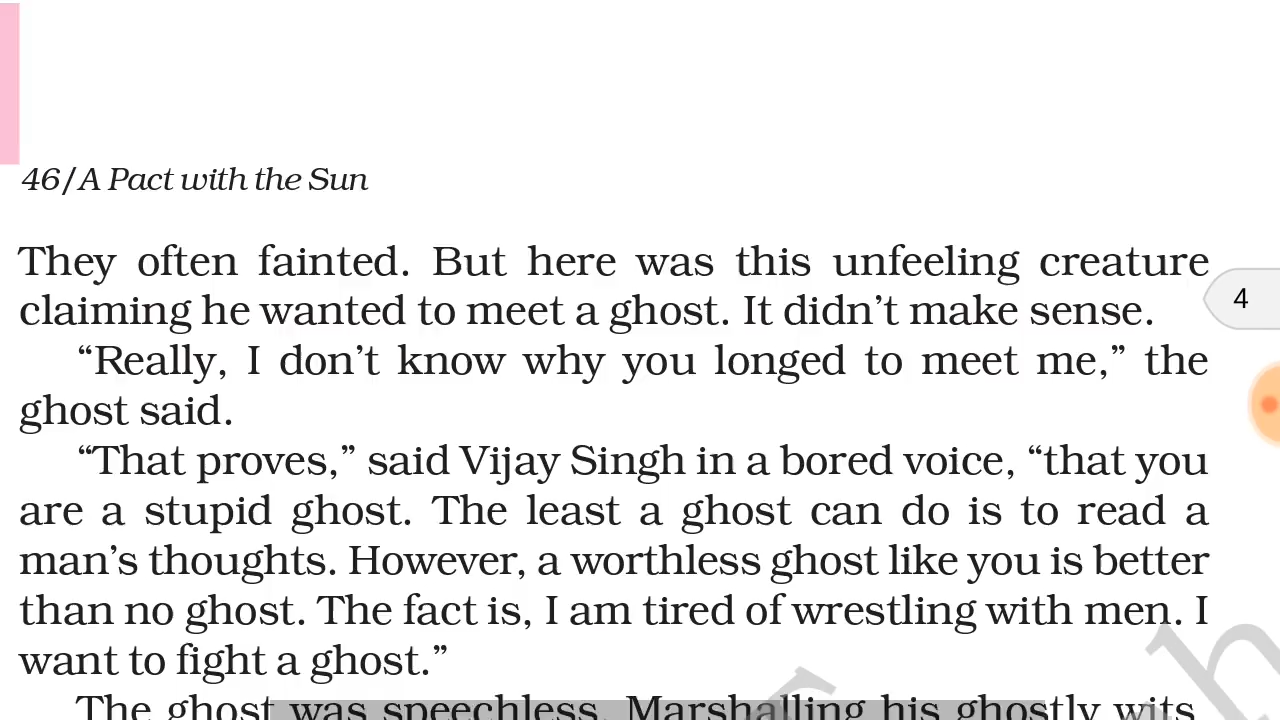 46/A Pact with the Sun
They often fainted. But here was this unfeeling creature
claiming he wanted to meet a ghost. It didn't make sense.
4
“Really, I don't know why you longed to meet me,” the
ghost said.
“That proves,” said Vijay Singh in a bored voice, “that you
are a stupid ghost. The least a ghost can do is to read a
man's thoughts. However, a worthless ghost like you is better
than no ghost. The fact is, I am tired of wrestling with men. I
want to fight a ghost.”
The ghost was speechless. Marshalling his ghostly wits,